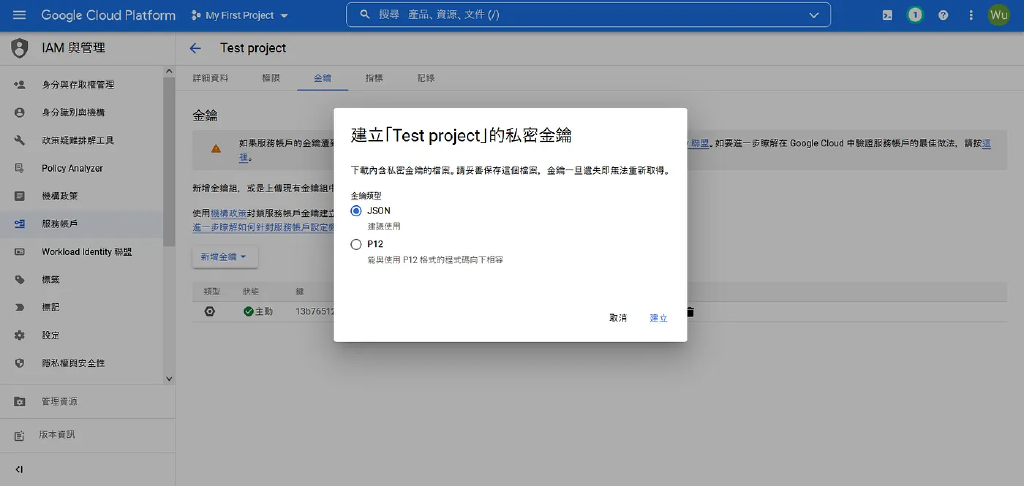 Google Cloud Platform
My First Project
搜尋 產品、資源、文件 (/)
1
Wu
IAM 與管理
Test project
身分與存取權管理
身分識別與機構
政策疑難排解工具
Policy Analyzer
機構政策
服務帳戶
Workload Identity 聯盟
標籤
標記
設定
隱私權與安全性
管理資源
版本資訊
詳細資料
權限
金鑰
指標
記錄
金鑰
如果服務帳戶的金鑰遭到
聯盟。如要進一步瞭解在 Google Cloud 中驗證服務帳戶的最佳做法，請按這
裡。
新增金鑰組，或是上傳現有金鑰組中
使用機構政策封鎖服務帳戶金鑰建立
進一步瞭解如何針對服務帳戶設定
新增金鑰
類型
狀態
鍵
主動
13b76512
建立「Test project」的私密金鑰
下載內含私密金鑰的檔案。請妥善保存這個檔案，金鑰一旦遺失即無法重新取得。
金鑰類型
JSON
建議使用
P12
能與使用 P12 格式的程式碼向下相容
取消
建立